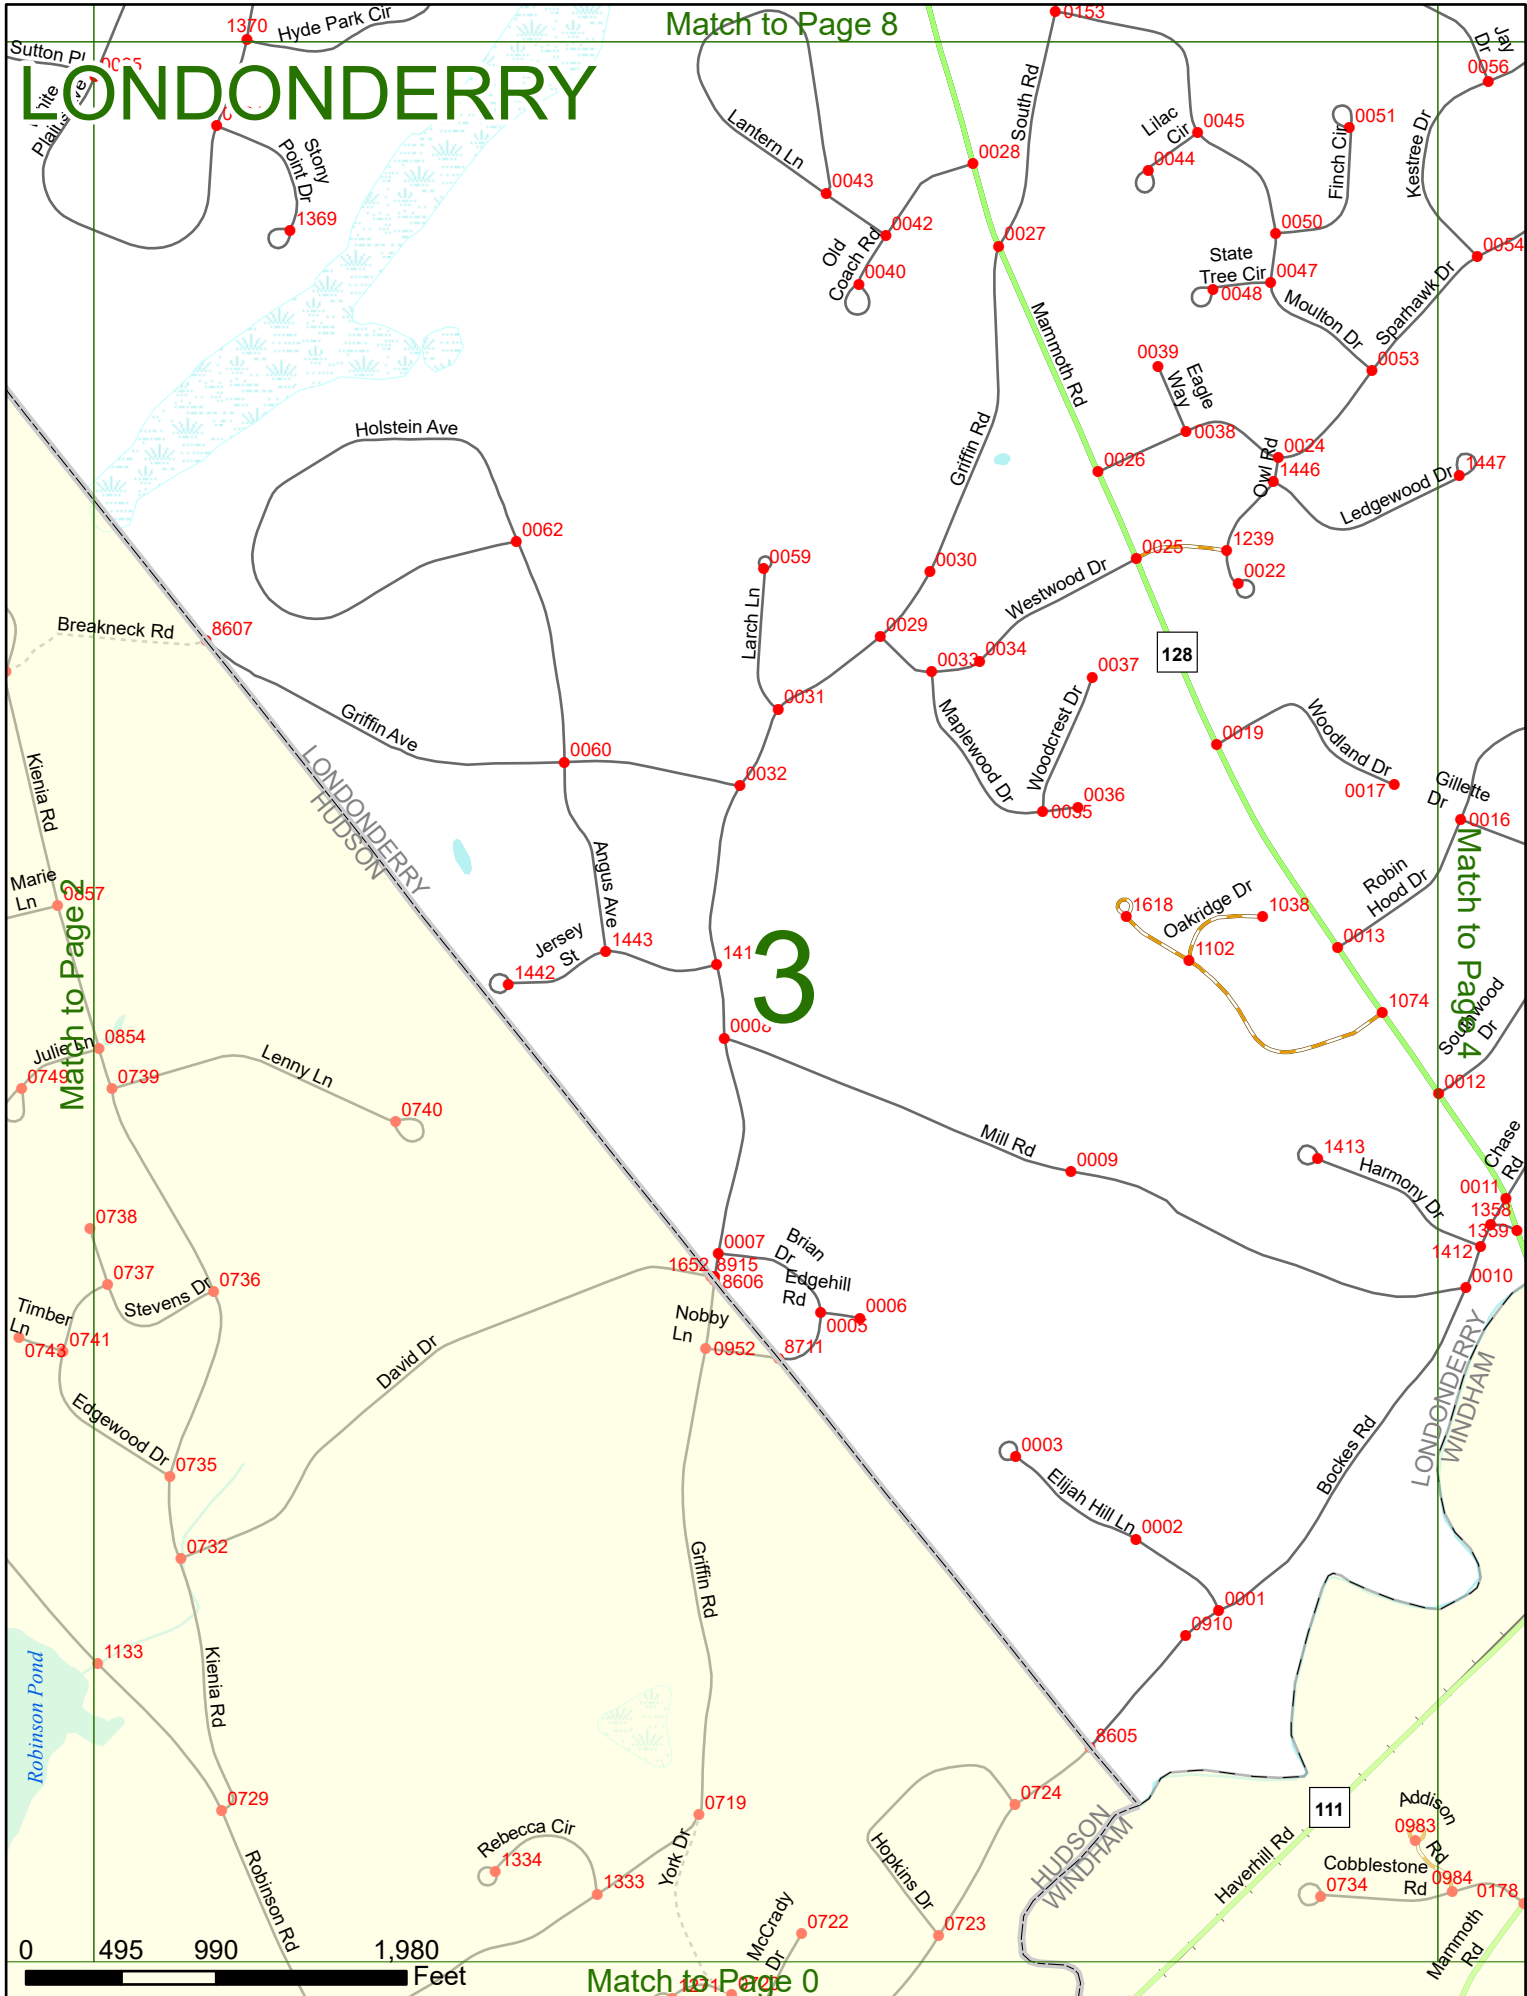 Match to Page 8
LONDONDERRY
Sutton Pl
1370
Hyde Park Cir
0153
Jay
Dr
0056
Plains Ave
Stony
Point Dr
1369
Lantern Ln
0043
0042
Old
Coach Rd
0040
0028
South Rd
0027
Lilac
Cir
0045
0044
0051
Finch Cir
Kestree Dr
0050
0054
State
Tree Cir
0047
0048
Moulton Dr
Sparhawk Dr
0053
Mammoth Rd
0039
Eagle
Way
0038
0024
Owl Rd
1446
1447
Ledgewood Dr
0026
Griffin Rd
Holstein Ave
0062
0059
Larch Ln
0030
0025
1239
0022
Westwood Dr
Breakneck Rd
8607
0029
0033
0034
0037
128
0031
Griffin Ave
0060
0032
Maplewood Dr
Woodcrest Dr
0035
0036
0019
Woodland Dr
0017
Gillette
Dr
0016
LONDONDERRY
HUDSON
Kienia Rd
Marie
Ln
0857
Match to Page 2
Angus Ave
Jersey
St
1443
1442
141
3
0008
1618
Oakridge Dr
1038
1102
Robin
Hood Dr
0013
Match to Page 4
1074
Southwood
Dr
0012
Julie Ln
0854
0749
0739
Lenny Ln
0740
Mill Rd
0009
1413
Harmony Dr
Chase
Rd
0011
1358
1359
1412
0010
0738
0737
0736
Stevens Dr
Timber
Ln
0743
0741
0007
Brian
Dr
1652
8915
8606
Edgehill
Rd
0006
0005
Nobby
Ln
0952
8711
David Dr
LONDONDERRY
WINDHAM
Edgewood Dr
0735
0732
0003
Elijah Hill Ln
0002
Bockes Rd
0001
0910
Griffin Rd
1133
Kienia Rd
Robinson Pond
8605
0729
0719
0724
Rebecca Cir
1334
1333
York Dr
Hopkins Dr
HUDSON
WINDHAM
111
Addison
Rd
0983
Haverhill Rd
Cobblestone
Rd
0734
0984
0178
Robinson Rd
McCrady
Dr
0722
0723
Mammoth
Rd
0 495 990 1,980
Feet
Match to Page 0
1271